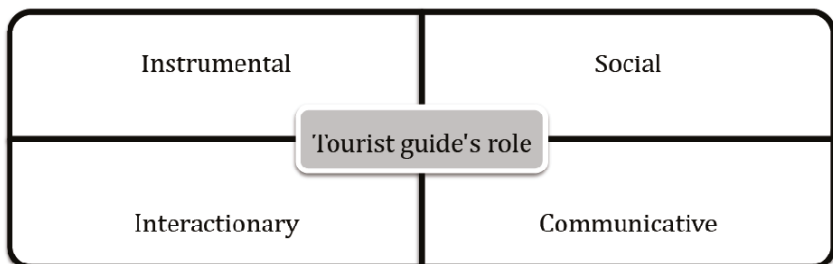 Instrumental
Social
Tourist guide's role
Interactionary
Communicative